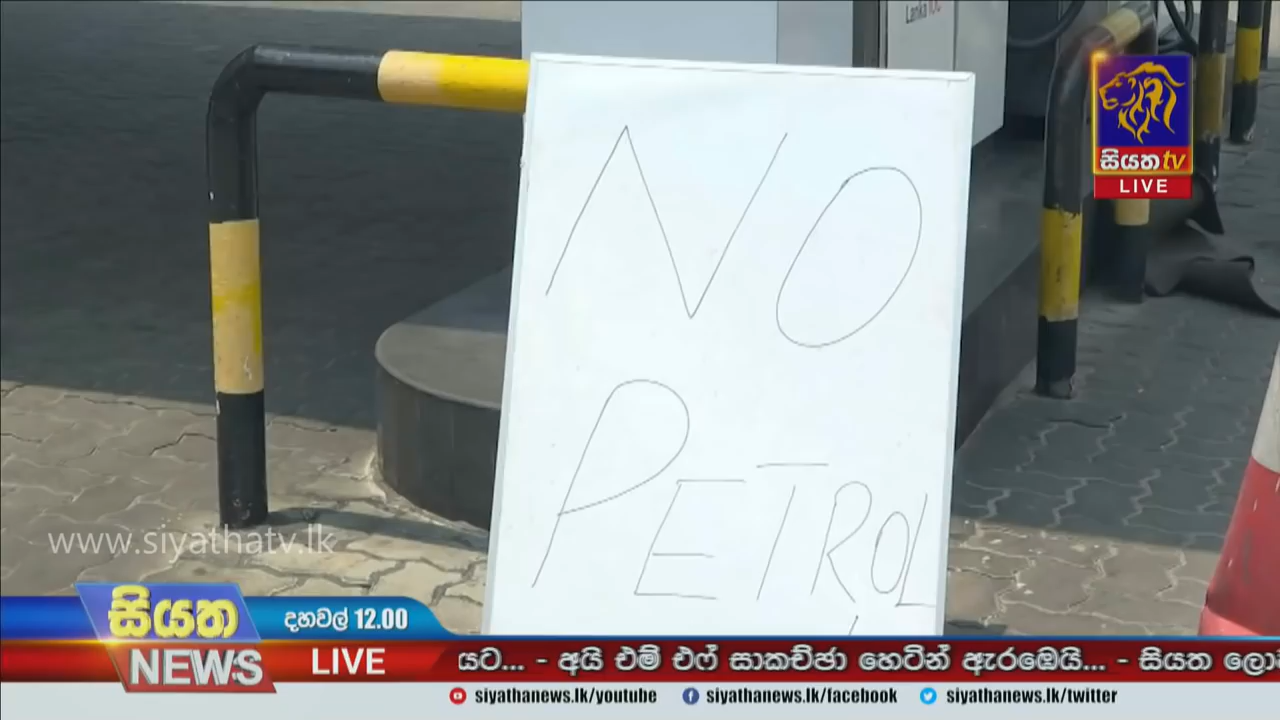 Lanka IOC
සියත tv
LIVE
NO
PETROL
www.siyathatv.lk
සියත
NEWS
දහවල් 12.00
LIVE
යට... - අයි එම් එෆ් සාකච්ඡා හෙටින් ඇරඹෙයි... - සියත
siyathanews.lk/youtube
siyathanews.lk/facebook
siyathanews.lk/twitter